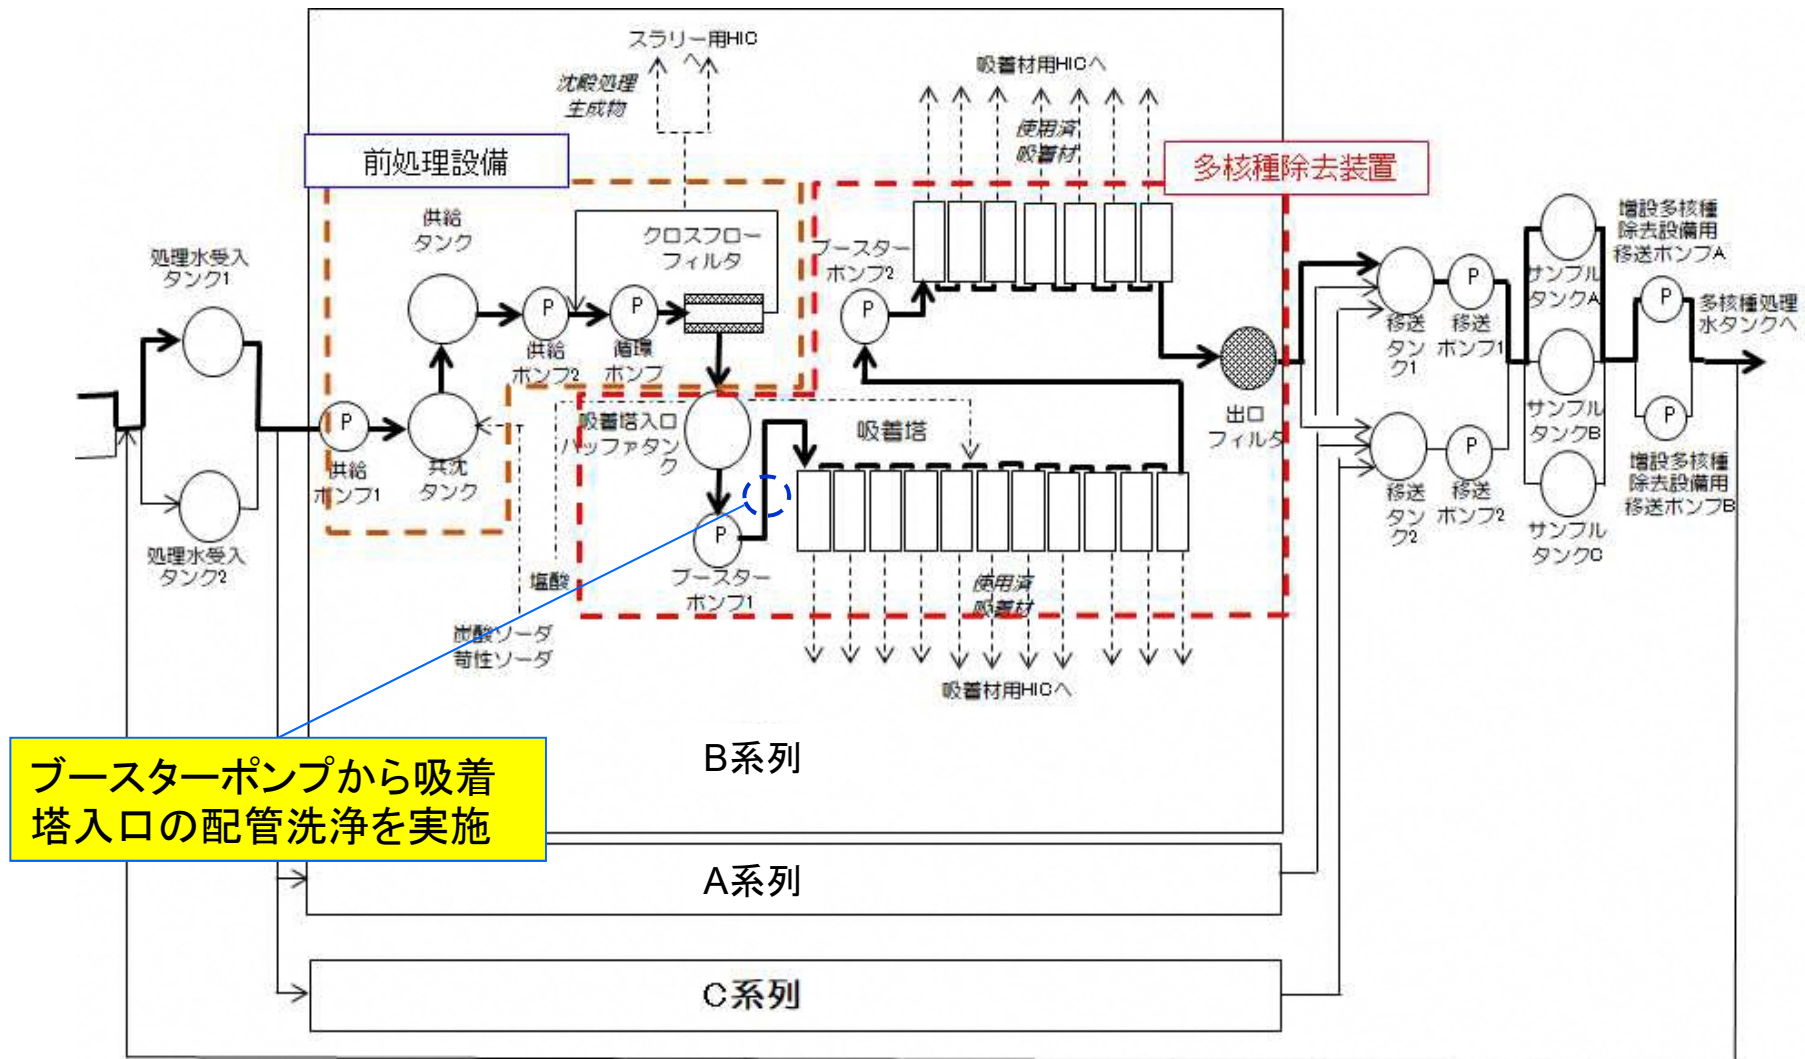 スラリー用HIC
へ
沈殿処理
生成物
吸着材用HICへ
使用済
吸着材
前処理設備
多核種除去装置
供給
タンク
クロスフロー
フィルタ
ブースター
ポンプ2
処理水受入
タンク1
P
供給
ポンプ2
P
循環
ポンプ
P
P
供給
ポンプ1
共沈
タンク
吸着塔入口
バッファタン
ク
吸着塔
出口
フィルタ
処理水受入
タンク2
P
ブースター
ポンプ1
塩酸
炭酸ソーダ
苛性ソーダ
使用済
吸着材
吸着材用HICへ
移送
タン
ク1
P
移送
ポンプ1
移送
タン
ク2
P
移送
ポンプ2
サンプル
タンクA
サンプル
タンクB
サンプル
タンクC
増設多核種
除去設備用
移送ポンプA
P
多核種処理
水タンクへ
P
増設多核種
除去設備用
移送ポンプB
ブースターポンプから吸着
塔入口の配管洗浄を実施
B系列
A系列
C系列